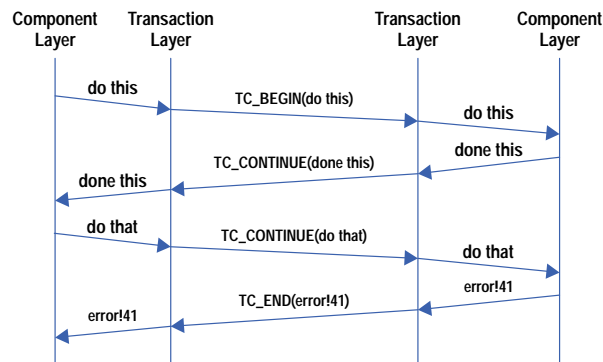 Component Layer
Transaction Layer
Transaction Layer
Component Layer
do this
TC_BEGIN(do this)
do this
done this
TC_CONTINUE(done this)
done this
do that
TC_CONTINUE(do that)
do that
error!41
TC_END(error!41)
error!41